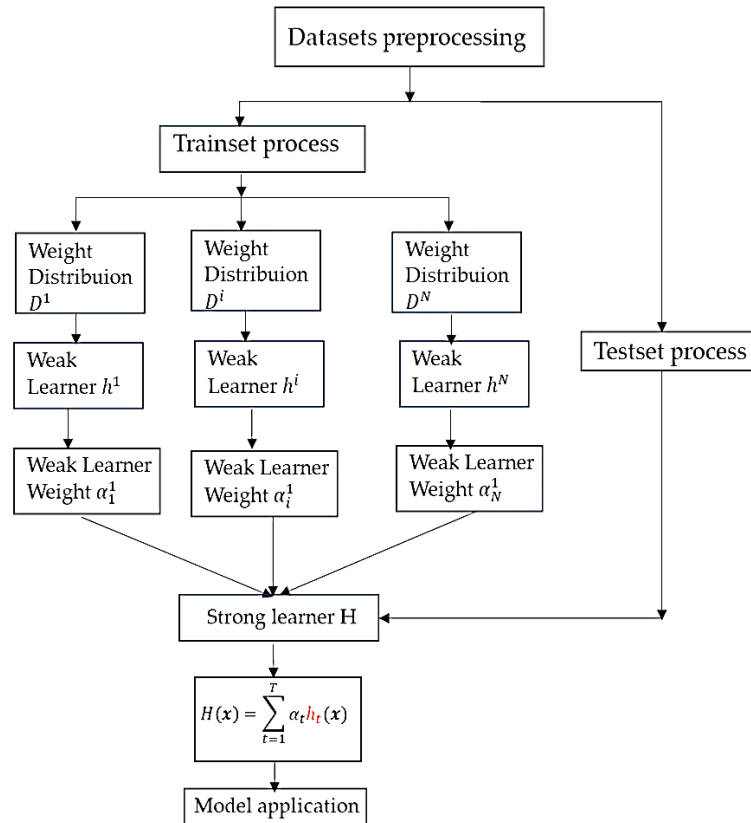 Datasets preprocessing
Trainset process
Weight
Distribuion
D¹
Weight
Distribuion
Dⁱ
Weight
Distribuion
Dᴺ
Weak
Learner h¹
Weak
Learner hⁱ
Weak
Learner hᴺ
Testset process
Weak Learner
Weight α₁¹
Weak Learner
Weight αᵢ¹
Weak Learner
Weight α_N¹
Strong learner H
H(x) = ∑_{t=1}^{T} αₜhₜ(x)
Model application